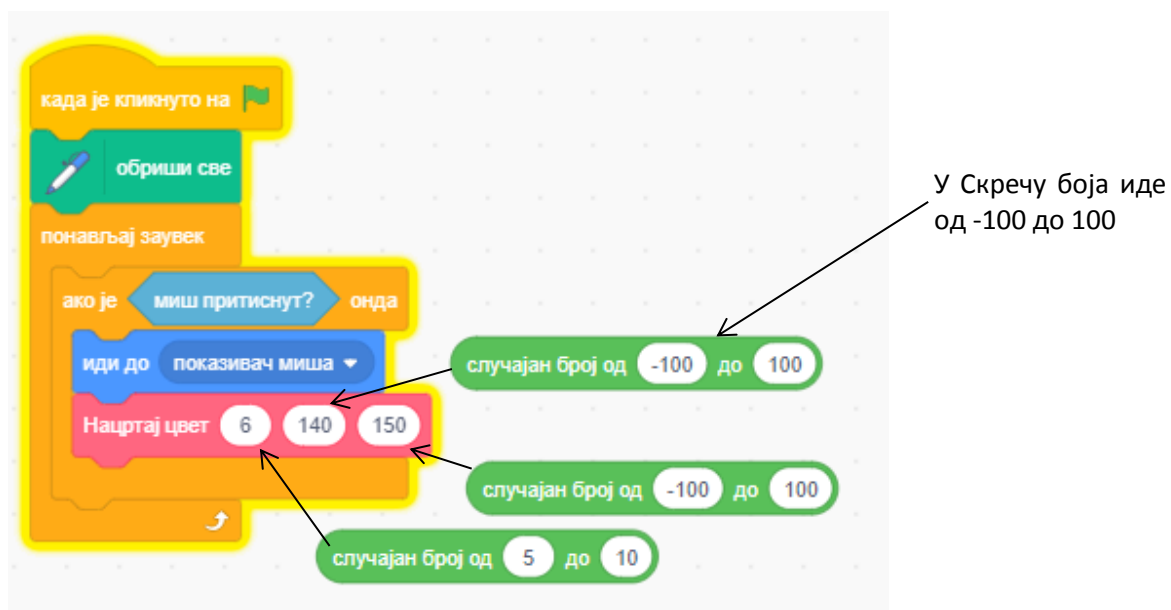 када је кликнуто на
обриши све
понављај заувек
ако је миш притиснут? онда
иди до показивач миша
Нацртај цвет 6 140 150
случајан број од -100 до 100
случајан број од -100 до 100
случајан број од 5 до 10
У Скречу боја иде
од -100 до 100